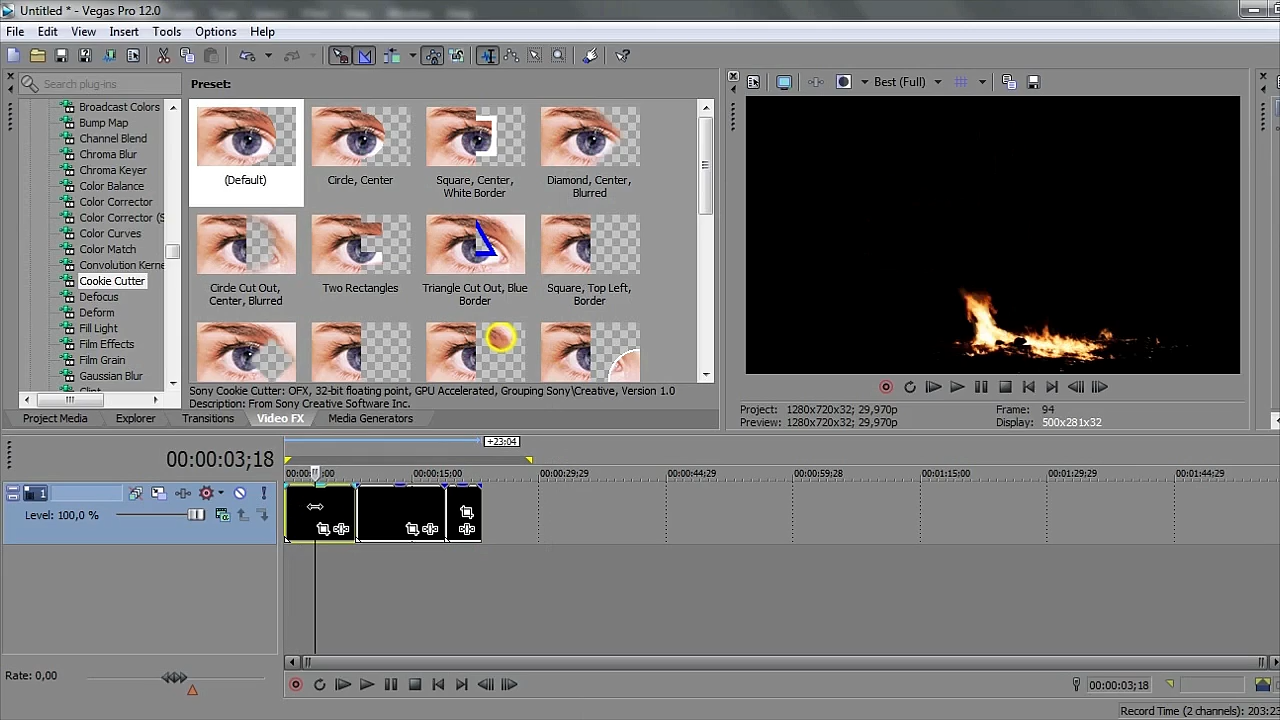 Untitled * - Vegas Pro 12.0
File Edit View Insert Tools Options Help
Search plug-ins
Preset:
Best (Full)
Broadcast Colors
Bump Map
Channel Blend
Chroma Blur
Chroma Keyer
Color Balance
Color Corrector
Color Corrector (S
Color Curves
Color Match
Convolution Kerne
Cookie Cutter
Defocus
Deform
Fill Light
Film Effects
Film Grain
Gaussian Blur
(Default)
Circle, Center
Square, Center,
White Border
Diamond, Center,
Blurred
Circle Cut Out,
Center, Blurred
Two Rectangles
Triangle Cut Out, Blue
Border
Square, Top Left,
Border
Sony Cookie Cutter: OFX, 32-bit floating point, GPU Accelerated, Grouping Sony\Creative, Version 1.0
Description: From Sony Creative Software Inc.
Project Media Explorer Transitions Video FX Media Generators
Project: 1280x720x32; 29,970p
Preview: 1280x720x32; 29,970p
Frame: 94
Display: 500x281x32
+23:04
00:00:03;18
00:00:15;00 00:00:29;29 00:00:44;29 00:00:59;28 00:01:15;00 00:01:29;29 00:01:44;29
1
Level: 100,0 %
Rate: 0,00
00:00:03;18
Record Time (2 channels): 203:23